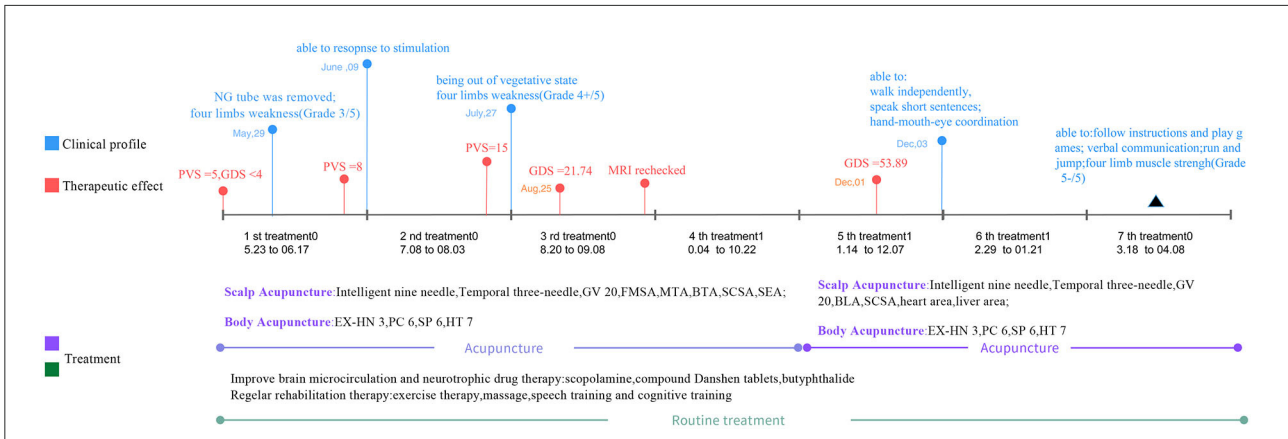 able to resopnse to stimulation
June ,09
being out of vegetative state
four limbs weakness(Grade 4+/5)
July,27
NG tube was removed;
four limbs weakness(Grade 3/5)
May,29
able to:
walk independently,
speak short sentences;
hand-mouth-eye coordination
Dec,03
able to:follow instructions and play g
ames; verbal communication;run and
jump;four limb muscle strengh(Grade
5-/5)
Clinical profile
Therapeutic effect
PVS =5,GDS <4
PVS =8
PVS=15
GDS =21.74
Aug,25
MRI rechecked
GDS =53.89
Dec,01
1 st treatment0
5.23 to 06.17
2 nd treatment0
7.08 to 08.03
3 rd treatment0
8.20 to 09.08
4 th treatment1
0.04 to 10.22
5 th treatment1
1.14 to 12.07
6 th treatment1
2.29 to 01.21
7 th treatment0
3.18 to 04.08
Scalp Acupuncture:Intelligent nine needle,Temporal three-needle,GV 20,FMSA,MTA,BTA,SCSA,SEA;
Body Acupuncture:EX-HN 3,PC 6,SP 6,HT 7
Acupuncture
Scalp Acupuncture:Intelligent nine needle,Temporal three-needle,GV
20,BLA,SCSA,heart area,liver area;
Body Acupuncture:EX-HN 3,PC 6,SP 6,HT 7
Acupuncture
Treatment
Improve brain microcirculation and neurotrophic drug therapy:scopolamine,compound Danshen tablets,butyphthalide
Regelar rehabilitation therapy:exercise therapy,massage,speech training and cognitive training
Routine treatment